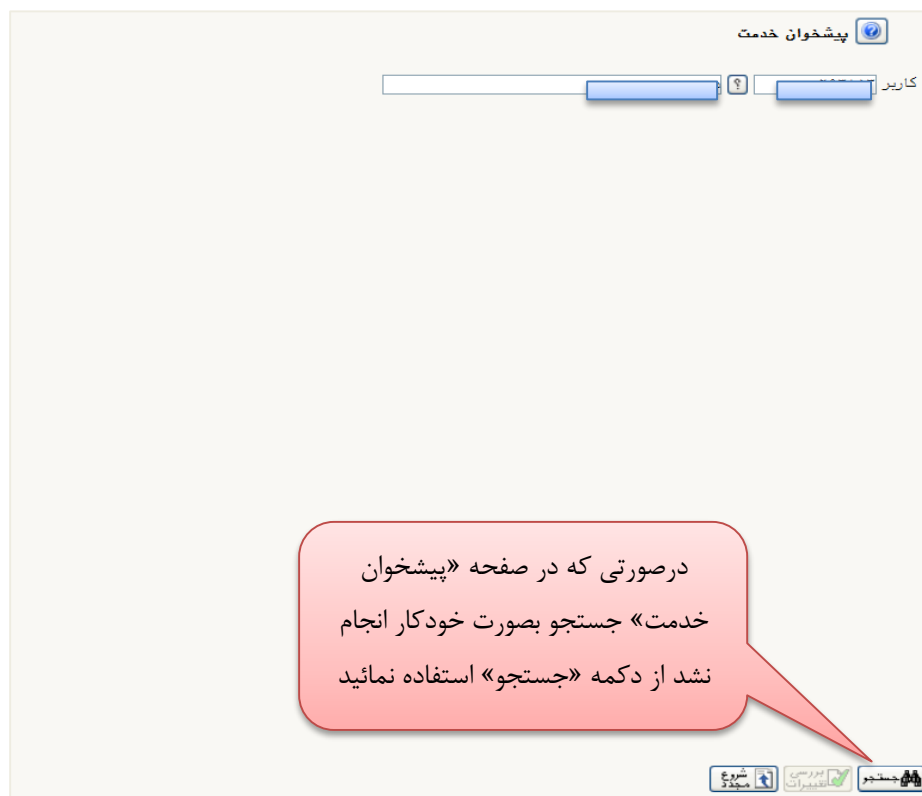 پیشخوان خدمت
کاربر
درصورتی که در صفحه «پیشخوان
خدمت» جستجو بصورت خودکار انجام
نشد از دکمه «جستجو» استفاده نمائید
جستجو
بررسی
تغییرات
شروع
مجدد